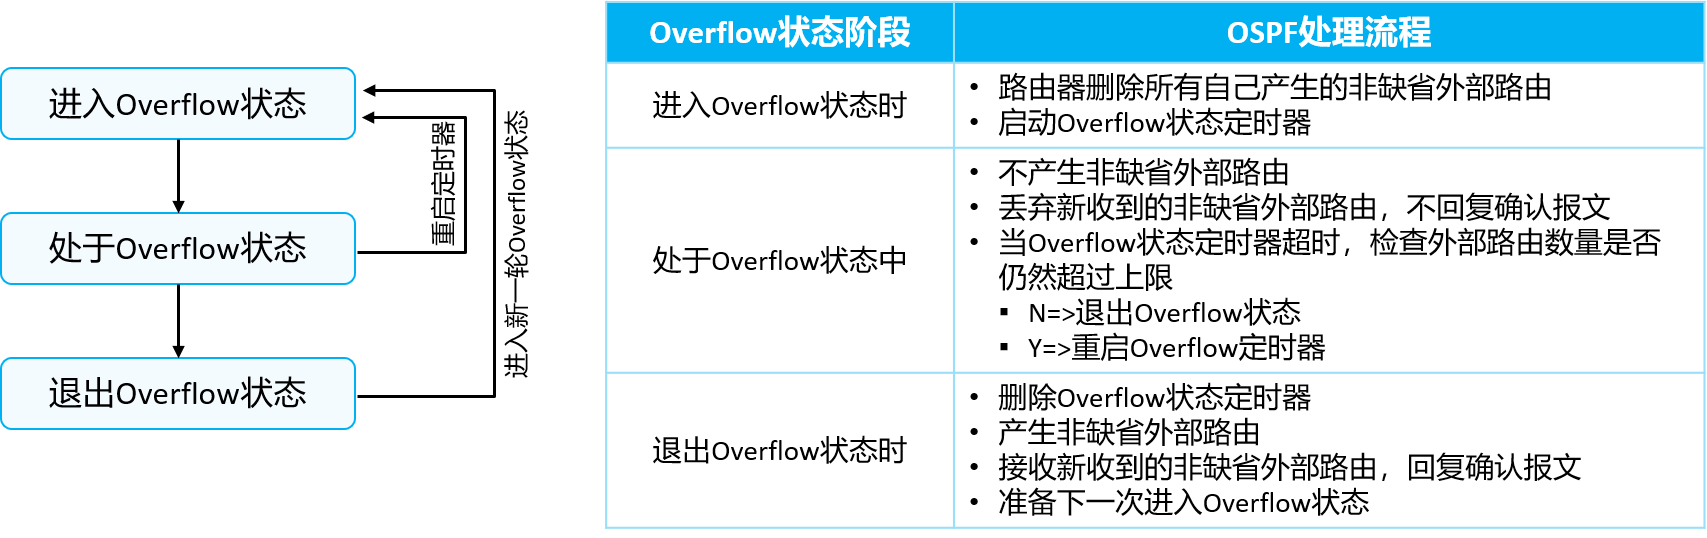 进入Overflow状态
处于Overflow状态
退出Overflow状态
重启定时器
进入新一轮Overflow状态
Overflow状态阶段
OSPF处理流程
进入Overflow状态时
• 路由器删除所有自己产生的非缺省外部路由
• 启动Overflow状态定时器
处于Overflow状态中
• 不产生非缺省外部路由
• 丢弃新收到的非缺省外部路由，不回复确认报文
• 当Overflow状态定时器超时，检查外部路由数量是否
仍然超过上限
▪ N=>退出Overflow状态
▪ Y=>重启Overflow定时器
退出Overflow状态时
• 删除Overflow状态定时器
• 产生非缺省外部路由
• 接收新收到的非缺省外部路由，回复确认报文
• 准备下一次进入Overflow状态